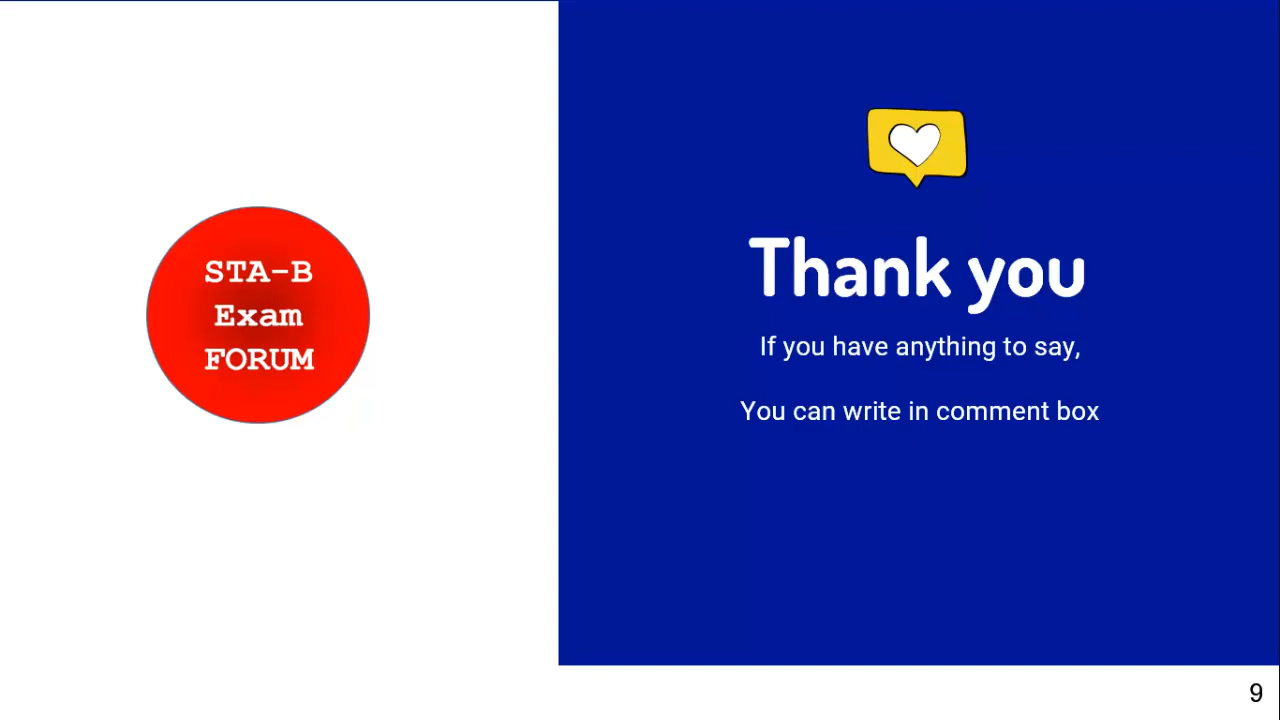 STA-B
Exam
FORUM
Thank you
If you have anything to say,
You can write in comment box
9